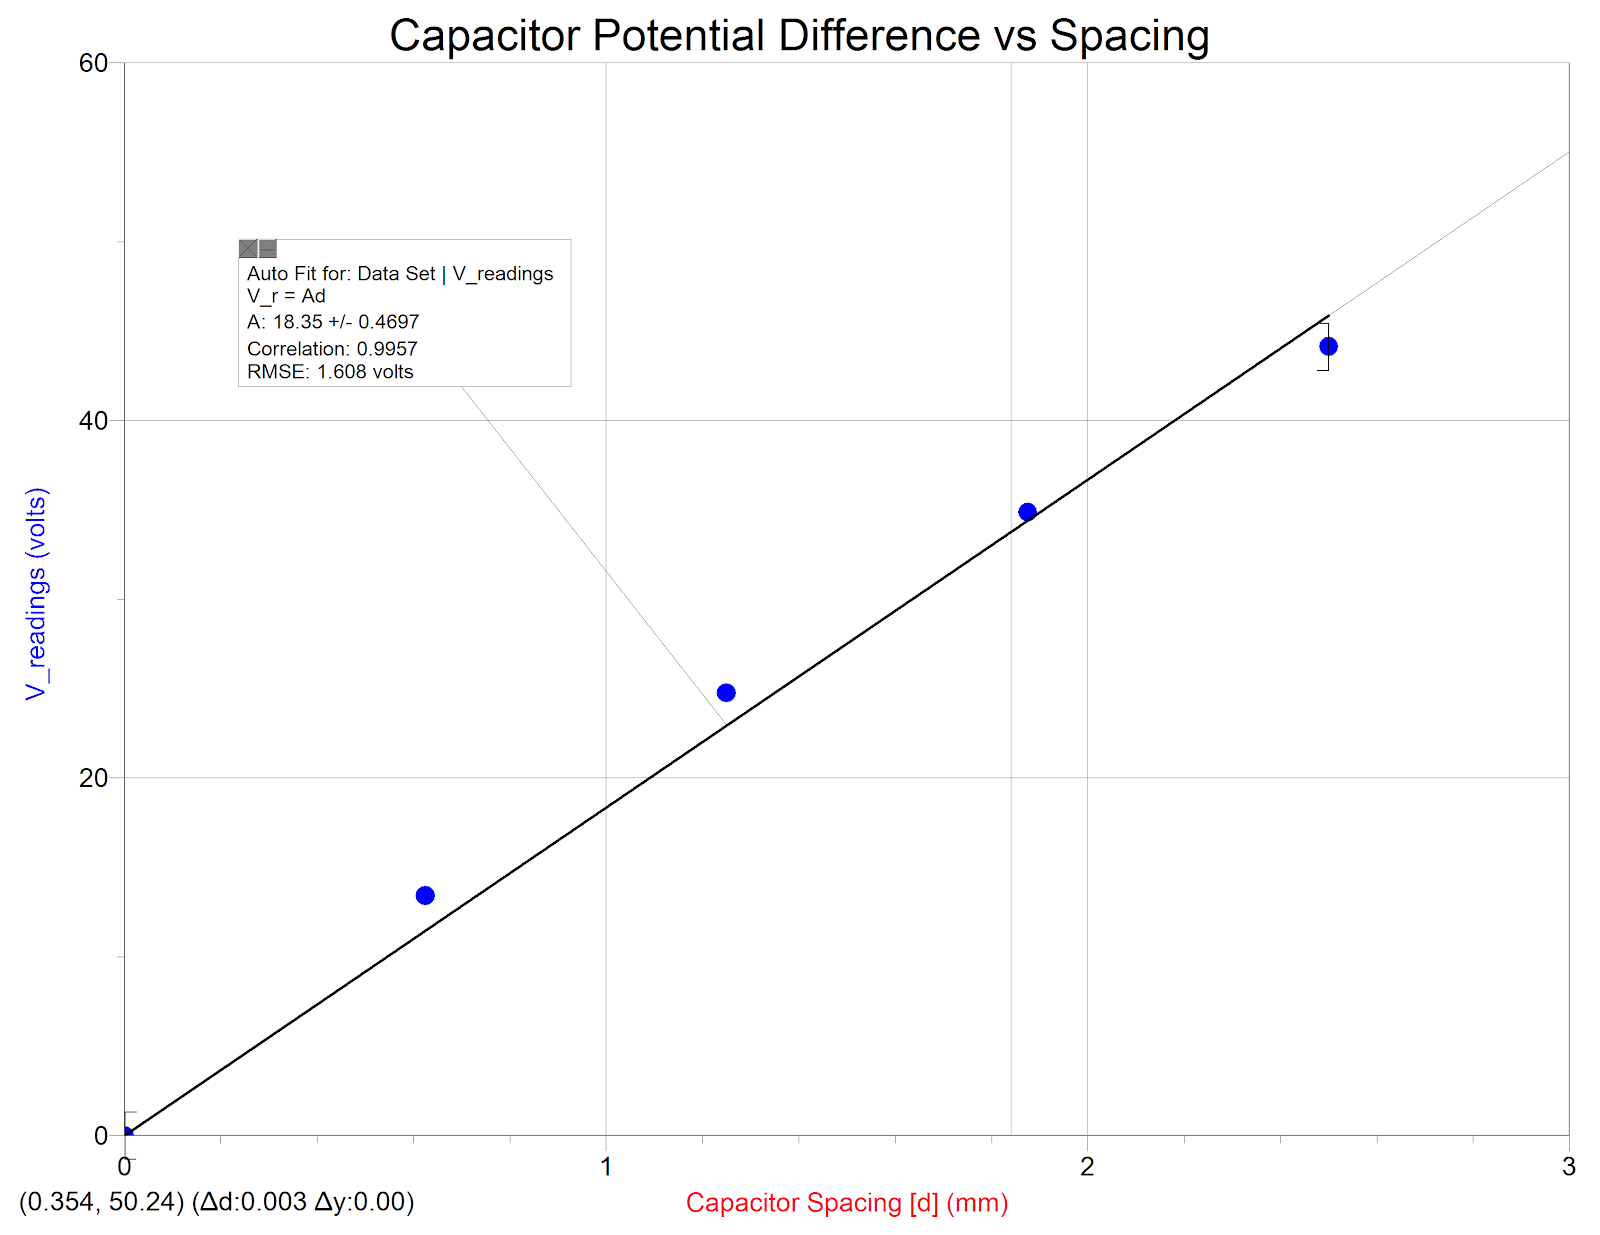 Capacitor Potential Difference vs Spacing
60
40
20
0
V_readings (volts)
Auto Fit for: Data Set | V_readings
V_r = Ad
A: 18.35 +/- 0.4697
Correlation: 0.9957
RMSE: 1.608 volts
0 1 2 3
(0.354, 50.24) (Δd:0.003 Δy:0.00)
Capacitor Spacing [d] (mm)